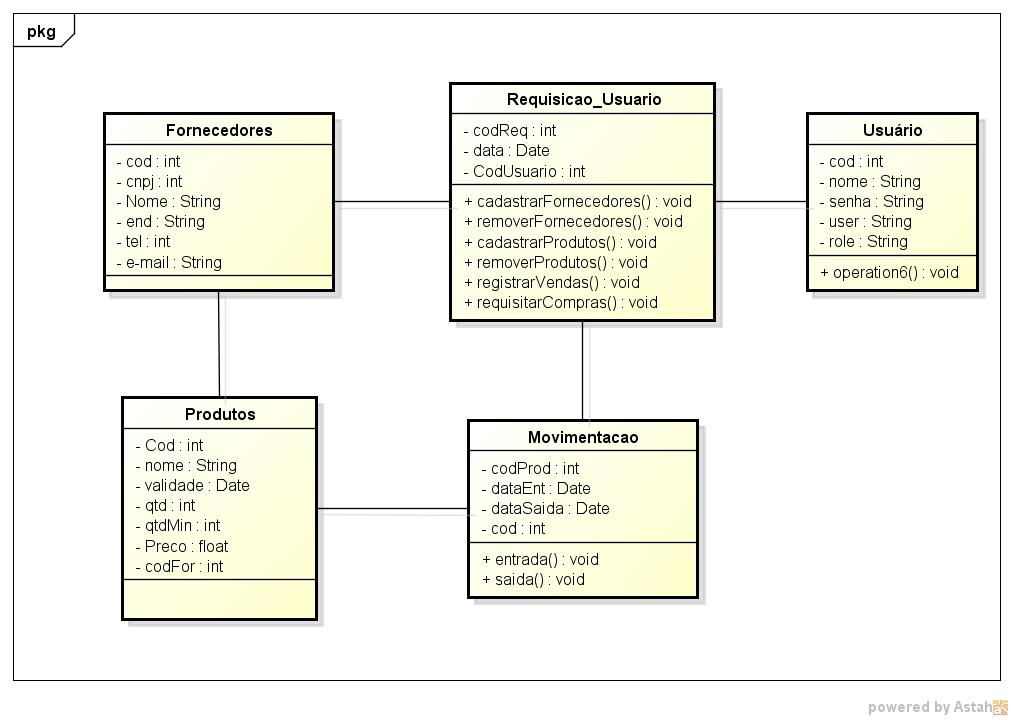 pkg
Fornecedores
- cod : int
- cnpj : int
- Nome : String
- end : String
- tel : int
- e-mail : String
Requisicao_Usuario
- codReq : int
- data : Date
- CodUsuario : int
+ cadastrarFornecedores() : void
+ removerFornecedores() : void
+ cadastrarProdutos() : void
+ removerProdutos() : void
+ registrarVendas() : void
+ requisitarCompras() : void
Usuário
- cod : int
- nome : String
- senha : String
- user : String
- role : String
+ operation6() : void
Produtos
- Cod : int
- nome : String
- validade : Date
- qtd : int
- qtdMin : int
- Preco : float
- codFor : int
Movimentacao
- codProd : int
- dataEnt : Date
- dataSaida : Date
- cod : int
+ entrada() : void
+ saida() : void
powered by Astah